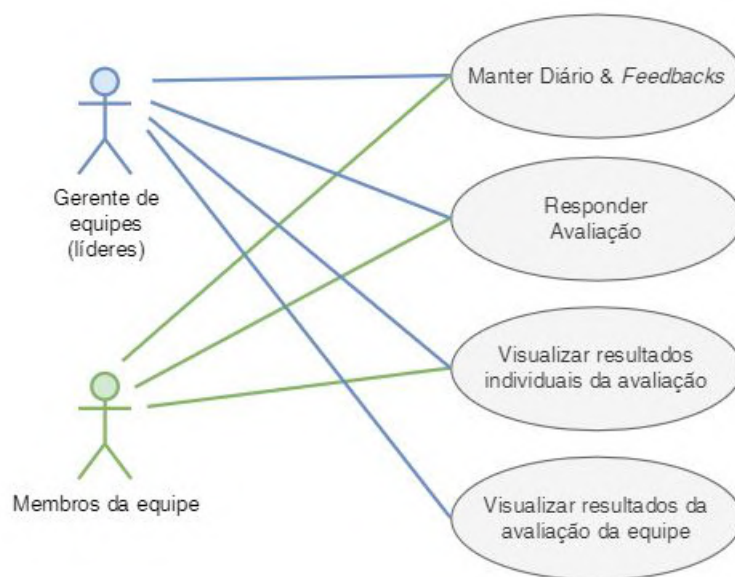 Manter Diário & Feedbacks
Gerente de
equipes
(líderes)
Responder
Avaliação
Visualizar resultados
individuais da avaliação
Membros da equipe
Visualizar resultados da
avaliação da equipe